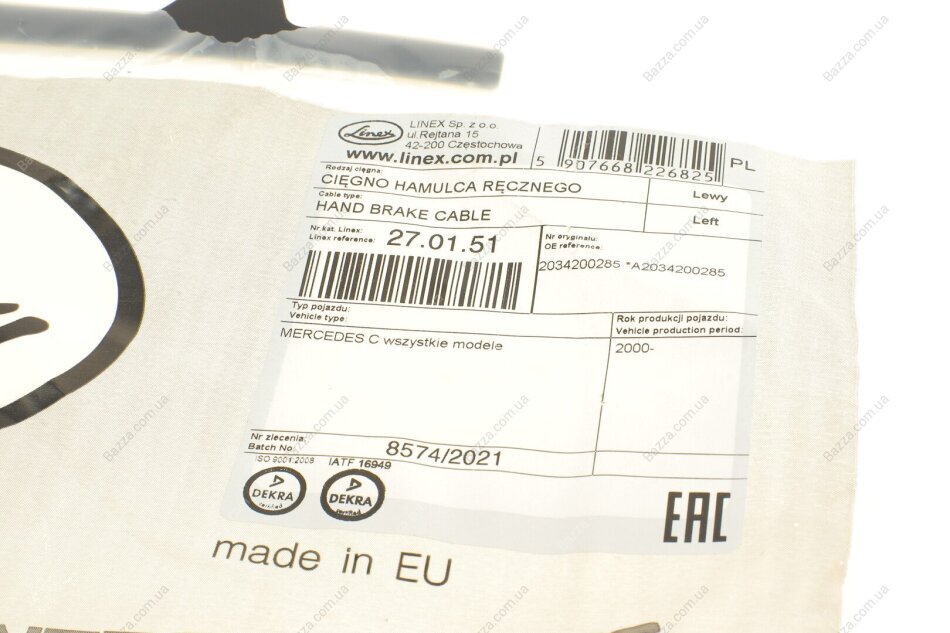 Linex
LINEX Sp. z o.o.
ul.Rejtana 15
42-200 Częstochowa
www.linex.com.pl
5 907668 226825
PL
Rodzaj cięgna:
CIĘGNO HAMULCA RĘCZNEGO
Lewy
Cable type:
HAND BRAKE CABLE
Left
Nr.kat. Linex:
Linex reference:
27.01.51
Nr oryginału:
OE reference:
2034200285 *A2034200285
Typ pojazdu:
Vehicle type:
MERCEDES C wszystkie modele
Rok produkcji pojazdu:
Vehicle production period:
2000-
Nr zlecenia:
Batch No:
8574/2021
ISO 9001:2008
IATF 16949
DEKRA
certified
DEKRA
certified
EAC
made in EU
Bazza.com.ua